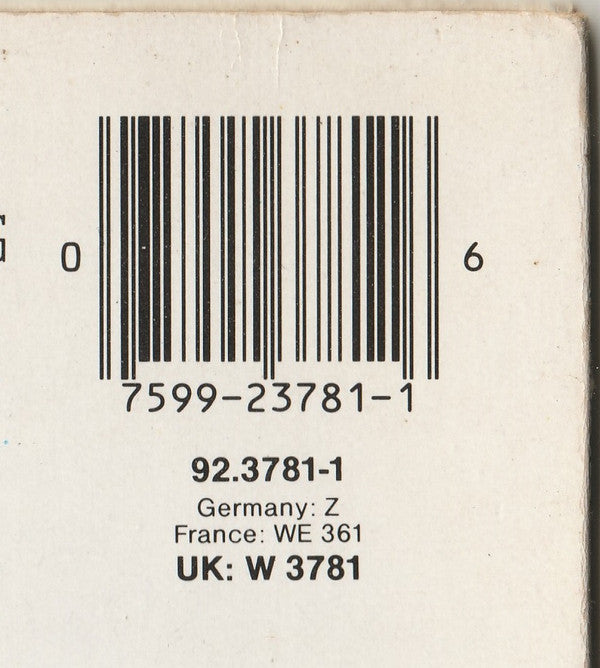 G
0 6
7599-23781-1
92.3781-1
Germany: Z
France: WE 361
UK: W 3781